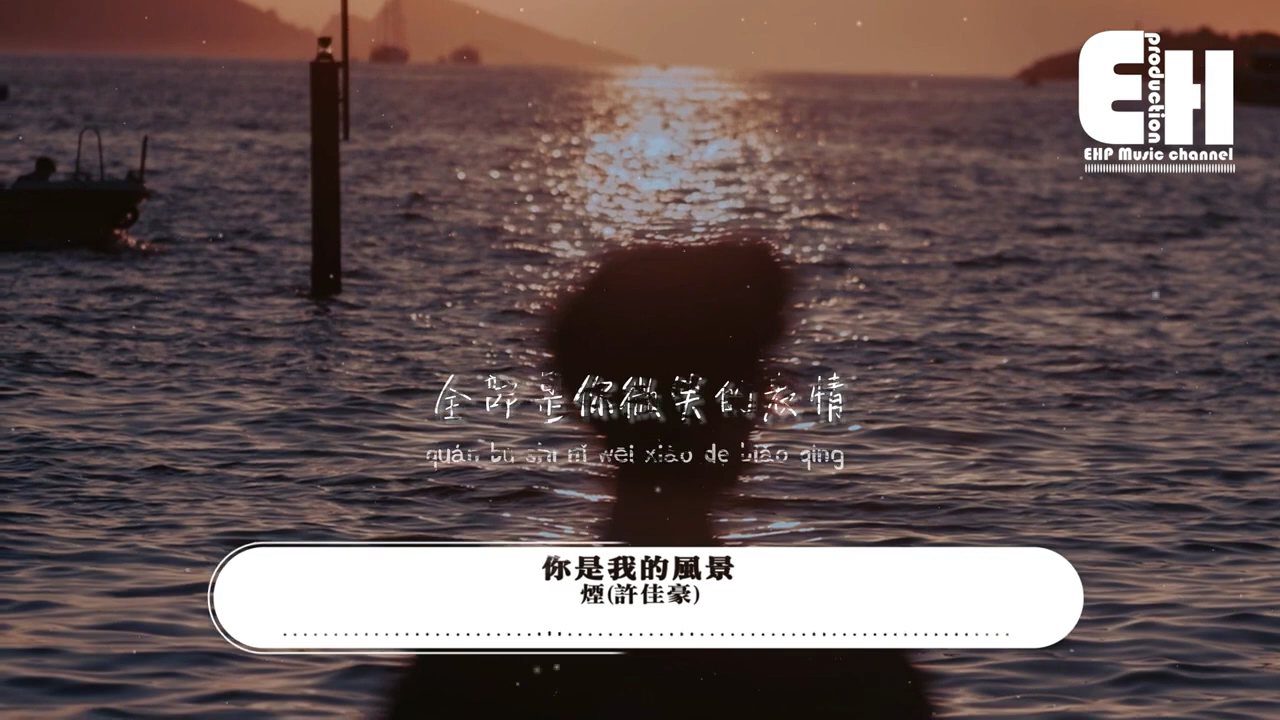 EH
production
EHP Music channel
全部是你微笑的表情
quán bù shì nǐ wēi xiào de biǎo qíng
你是我的風景
煙(許佳豪)